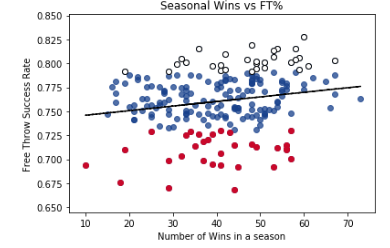 Seasonal Wins vs FT%
0.850
0.825
0.800
0.775
0.750
0.725
0.700
0.675
0.650
Free Throw Success Rate
10 20 30 40 50 60 70
Number of Wins in a season